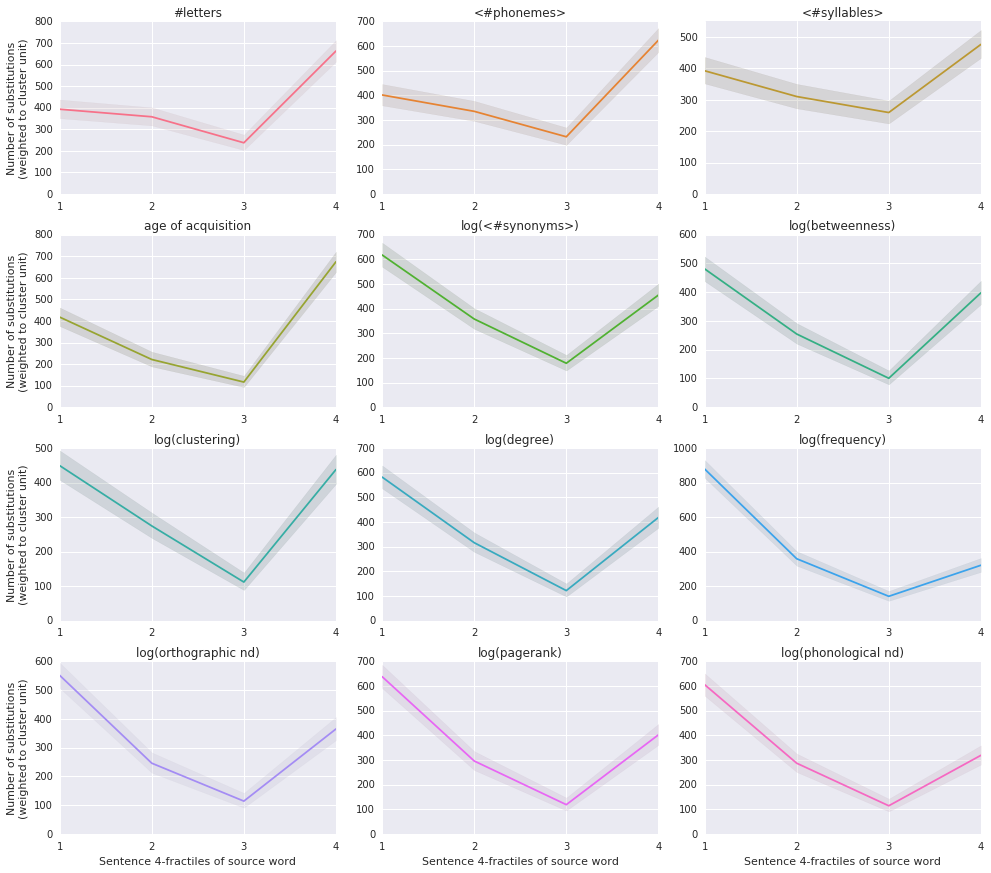 #letters
<#phonemes>
<#syllables>
Number of substitutions
(weighted to cluster unit)
800
700
600
500
400
300
200
100
0
1 2 3 4
700
600
500
400
300
200
100
0
1 2 3 4
500
400
300
200
100
0
1 2 3 4
age of acquisition
log(<#synonyms>)
log(betweenness)
Number of substitutions
(weighted to cluster unit)
800
700
600
500
400
300
200
100
0
1 2 3 4
700
600
500
400
300
200
100
0
1 2 3 4
600
500
400
300
200
100
0
1 2 3 4
log(clustering)
log(degree)
log(frequency)
Number of substitutions
(weighted to cluster unit)
500
400
300
200
100
0
1 2 3 4
700
600
500
400
300
200
100
0
1 2 3 4
1000
800
600
400
200
0
1 2 3 4
log(orthographic nd)
log(pagerank)
log(phonological nd)
Number of substitutions
(weighted to cluster unit)
600
500
400
300
200
100
0
1 2 3 4
Sentence 4-fractiles of source word
700
600
500
400
300
200
100
0
1 2 3 4
Sentence 4-fractiles of source word
700
600
500
400
300
200
100
0
1 2 3 4
Sentence 4-fractiles of source word